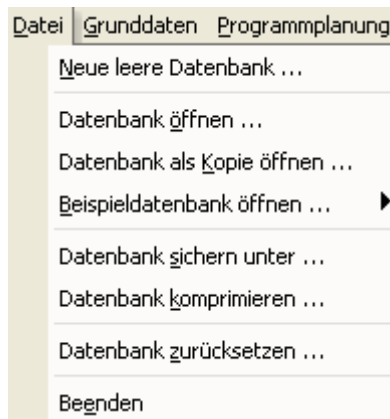 Datei Grunddaten Programmplanung
Neue leere Datenbank ...
Datenbank öffnen ...
Datenbank als Kopie öffnen ...
Beispieldatenbank öffnen ...
Datenbank sichern unter ...
Datenbank komprimieren ...
Datenbank zurücksetzen ...
Beenden